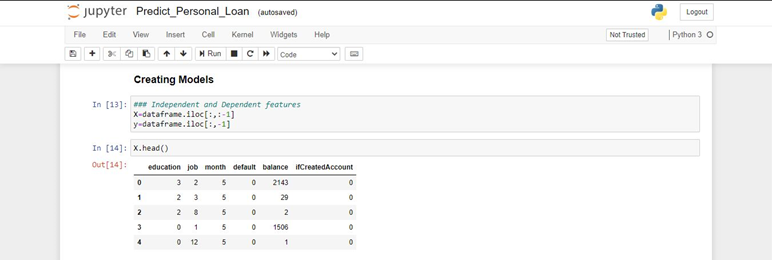 jupyter Predict_Personal_Loan (autosaved) Logout
File Edit View Insert Cell Kernel Widgets Help Not Trusted Python 3
Run Code
Creating Models
In [13]: ### Independent and Dependent features
X=dataframe.iloc[:,:-1]
y=dataframe.iloc[:,-1]
In [14]: X.head()
Out[14]:
education job month default balance ifCreatedAccount
0 3 2 5 0 2143 0
1 2 3 5 0 29 0
2 2 8 5 0 2 0
3 0 1 5 0 1506 0
4 0 12 5 0 1 0